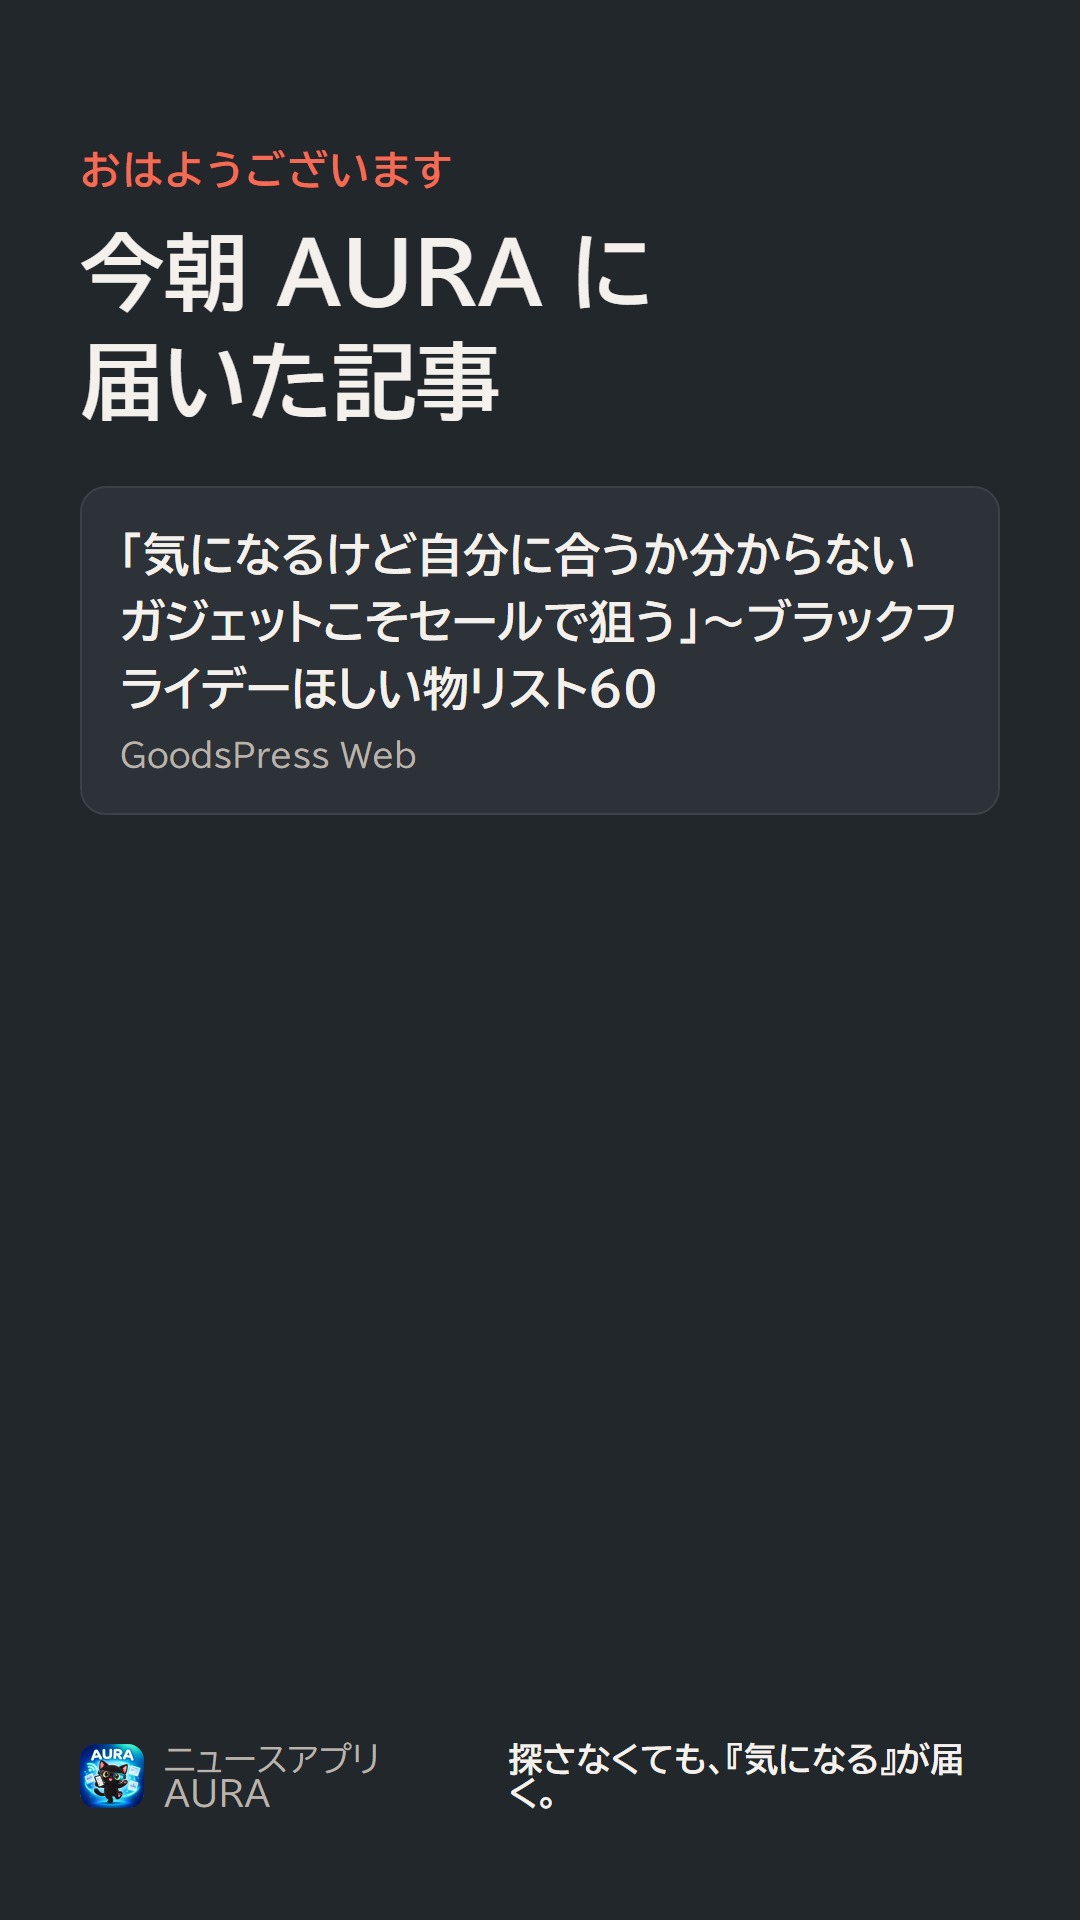 おはようございます
今朝 AURA に
届いた記事
「気になるけど自分に合うか分からない
ガジェットこそセールで狙う」〜ブラックフ
ライデーほしい物リスト60
GoodsPress Web
AURA
ニュースアプリ
AURA
探さなくても、『気になる』が届
く。